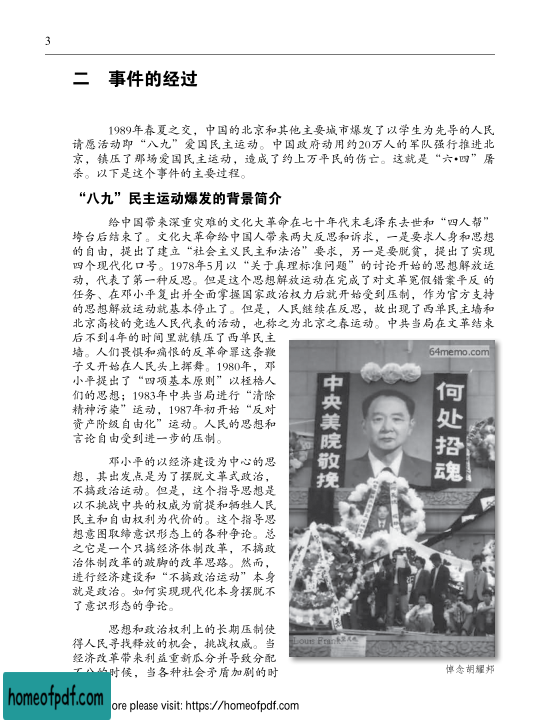 3
二 事件的经过
1989年春夏之交，中国的北京和其他主要城市爆发了以学生为先导的人民
请愿活动即“八九”爱国民主运动。中国政府动用约20万人的军队强行推进北
京，镇压了那场爱国民主运动，造成了约上万平民的伤亡。这就是“六•四”屠
杀。以下是这个事件的主要过程。
“八九”民主运动爆发的背景简介
给中国带来深重灾难的文化大革命在七十年代末毛泽东去世和“四人帮”
垮台后结束了。文化大革命给中国人带来两大反思和诉求，一是要求人身和思想
的自由，提出了建立“社会主义民主和法治”要求，另一是要脱贫，提出了实现
四个现代化口号。1978年5月以“关于真理标准问题”的讨论开始的思想解放运
动，代表了第一种反思。但是这个思想解放运动在完成了对文革冤假错案平反的
任务、在邓小平复出并全面掌握国家政治权力后就开始受到压制，作为官方支持
的思想解放运动就基本停止了。但是，人民继续在反思，故出现了西单民主墙和
北京高校的竞选人民代表的活动，也称之为北京之春运动。中共当局在文革结束
后不到4年的时间里就镇压了西单民主
墙。人们畏惧和痛恨的反革命罪这条鞭
子又开始在人民头上挥舞。1980年，邓
小平提出了“四项基本原则”以桎梏人
们的思想；1983年中共当局进行“清除
精神污染”运动，1987年初开始“反对
资产阶级自由化”运动。人民的思想和
言论自由受到进一步的压制。
邓小平的以经济建设为中心的思
想，其出发点是为了摆脱文革式政治，
不搞政治运动。但是，这个指导思想是
以不挑战中共的权威为前提和牺牲人民
民主和自由权利为代价的。这个指导思
想意图取缔意识形态上的各种争论。总
之它是一个只搞经济体制改革，不搞政
治体制改革的跛脚的改革思路。然而，
进行经济建设和“不搞政治运动”本身
就是政治。如何实现现代化本身摆脱不
了意识形态的争论。
思想和政治权利上的长期压制使
得人民寻找释放的机会，挑战权威。当
经济改革带来利益重新瓜分并导致分配
不公的时候，当各种社会矛盾加剧的时
64memo.com
中央美院敬挽
何处招魂
悼念胡耀邦
homeofpdf.com
ore please visit: https://homeofpdf.com